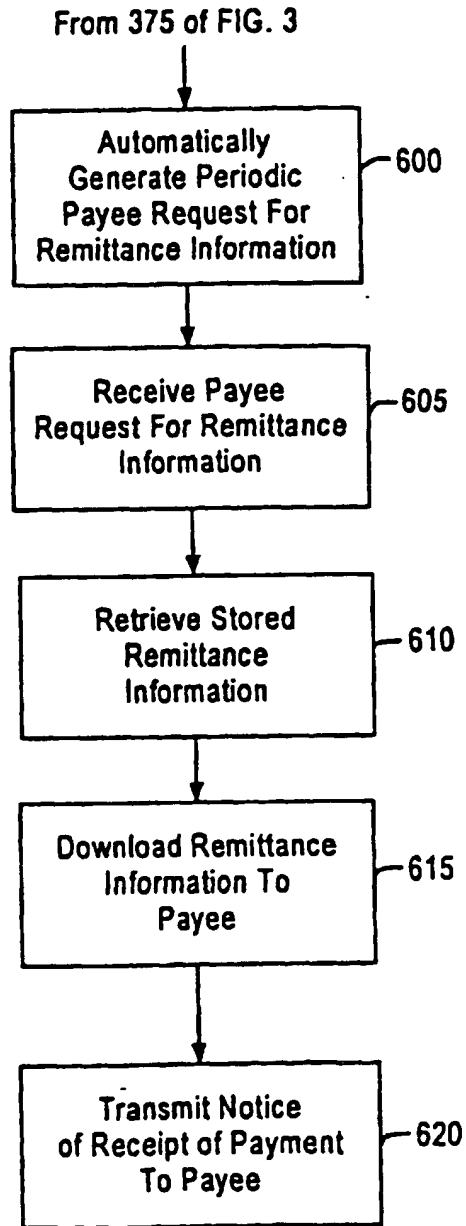 From 375 of FIG. 3
Automatically
Generate Periodic
Payee Request For
Remittance Information
600
Receive Payee
Request For Remittance
Information
605
Retrieve Stored
Remittance
Information
610
Download Remittance
Information To
Payee
615
Transmit Notice
of Receipt of Payment
To Payee
620